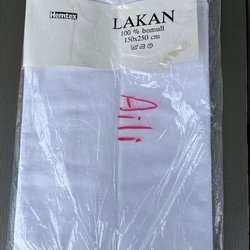 Hemtex
LAKAN
100 % bomull
150x250 cm
Aili